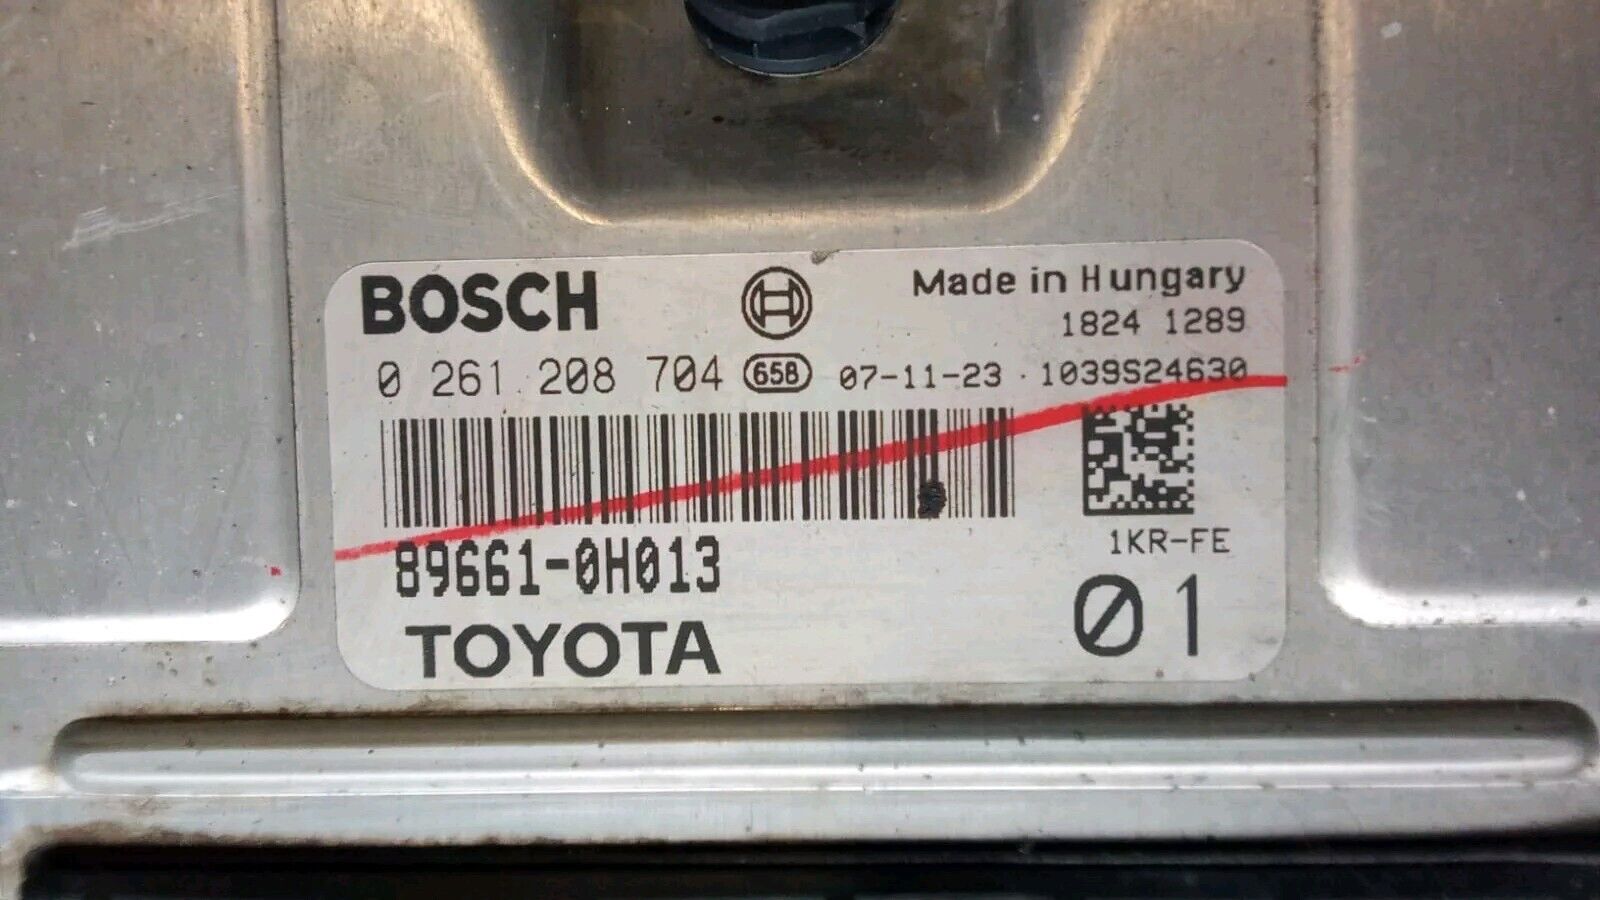 BOSCH
Made in Hungary
1824 1289
0 261 208 704 658 07-11-23 · 1039S24630
1KR-FE
89661-0H013
01
TOYOTA